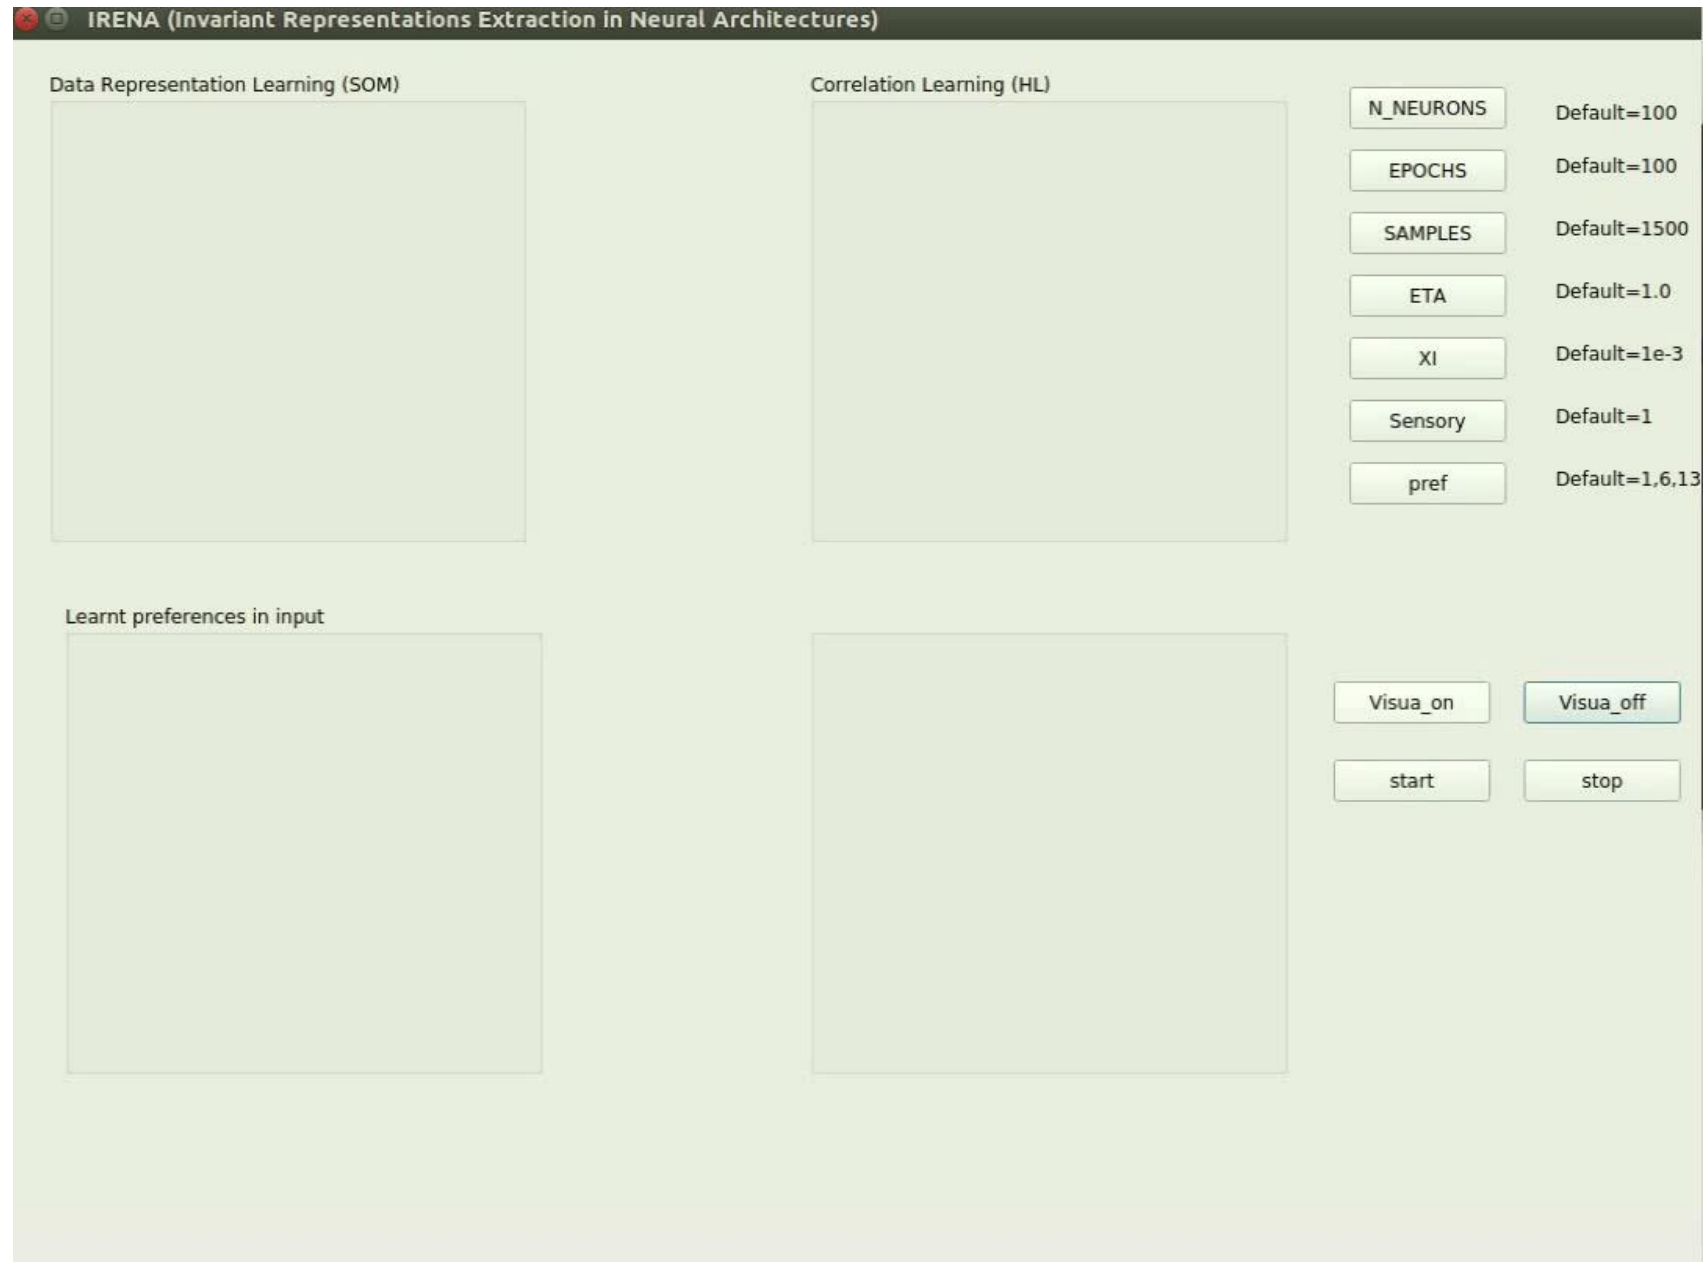 IRENA (Invariant Representations Extraction in Neural Architectures)
Data Representation Learning (SOM)
Correlation Learning (HL)
N_NEURONS Default=100
EPOCHS Default=100
SAMPLES Default=1500
ETA Default=1.0
XI Default=1e-3
Sensory Default=1
pref Default=1,6,13
Learnt preferences in input
Visua_on Visua_off
start stop